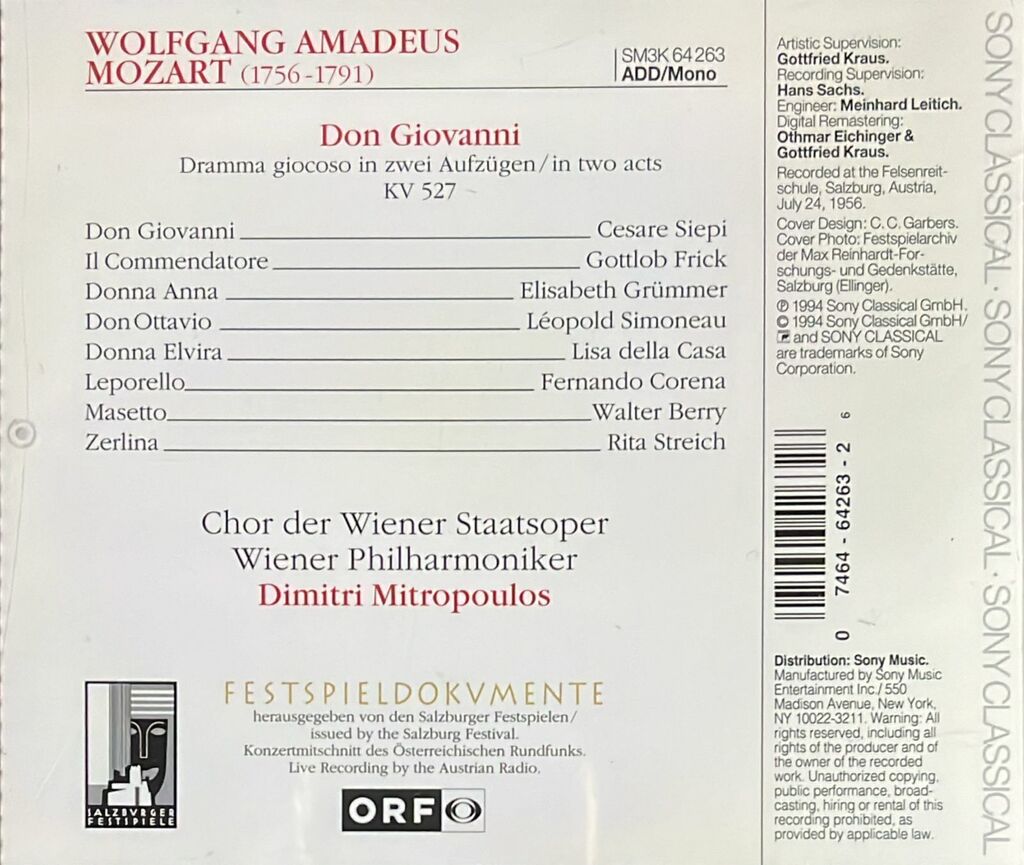 WOLFGANG AMADEUS
MOZART (1756-1791)
SM3K 64263
ADD/Mono
Don Giovanni
Dramma giocoso in zwei Aufzügen/in two acts
KV 527
Don Giovanni Cesare Siepi
Il Commendatore Gottlob Frick
Donna Anna Elisabeth Grümmer
Don Ottavio Léopold Simoneau
Donna Elvira Lisa della Casa
Leporello Fernando Corena
Masetto Walter Berry
Zerlina Rita Streich
Chor der Wiener Staatsoper
Wiener Philharmoniker
Dimitri Mitropoulos
SALZBVRGER
FESTSPIELE
FESTSPIELDOKVMENTE
herausgegeben von den Salzburger Festspielen/
issued by the Salzburg Festival.
Konzertmitschnitt des Österreichischen Rundfunks.
Live Recording by the Austrian Radio.
ORF
Artistic Supervision:
Gottfried Kraus.
Recording Supervision:
Hans Sachs.
Engineer: Meinhard Leitich.
Digital Remastering:
Othmar Eichinger &
Gottfried Kraus.
Recorded at the Felsenreit-
schule, Salzburg, Austria,
July 24, 1956.
Cover Design: C. C. Garbers.
Cover Photo: Festspielarchiv
der Max Reinhardt-For-
schungs- und Gedenkstätte,
Salzburg (Ellinger).
℗ 1994 Sony Classical GmbH.
© 1994 Sony Classical GmbH/
and SONY CLASSICAL
are trademarks of Sony
Corporation.
0 7464 - 64263 - 2 6
Distribution: Sony Music.
Manufactured by Sony Music
Entertainment Inc./550
Madison Avenue, New York,
NY 10022-3211. Warning: All
rights reserved, including all
rights of the producer and of
the owner of the recorded
work. Unauthorized copying,
public performance, broad-
casting, hiring or rental of this
recording prohibited, as
provided by applicable law.
SONY CLASSICAL · SONY CLASSICAL · SONY CLASSICAL